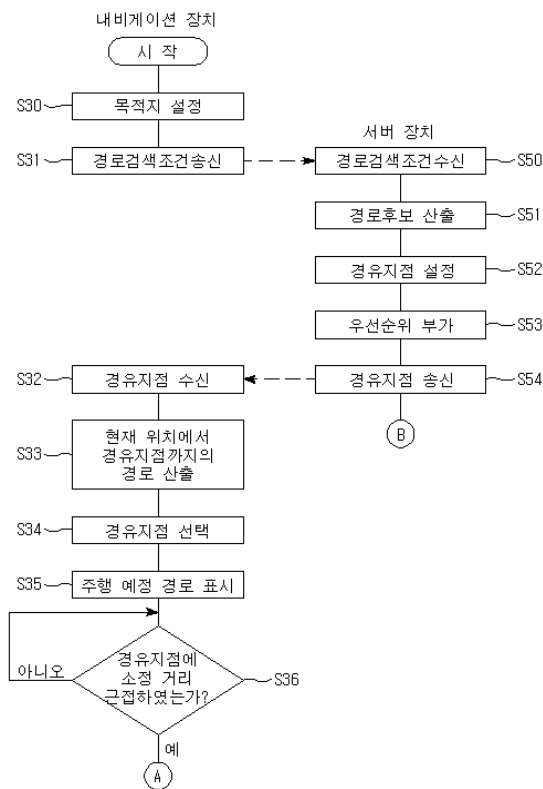 내비게이션 장치
시 작
S30
목적지 설정
서버 장치
S31
경로검색조건송신
경로검색조건수신
S50
경로후보 산출
S51
경유지점 설정
S52
우선순위 부가
S53
S32
경유지점 수신
경유지점 송신
S54
B
S33
현재 위치에서
경유지점까지의
경로 산출
S34
경유지점 선택
S35
주행 예정 경로 표시
아니오
경유지점에
소정 거리
근접하였는가?
S36
예
A